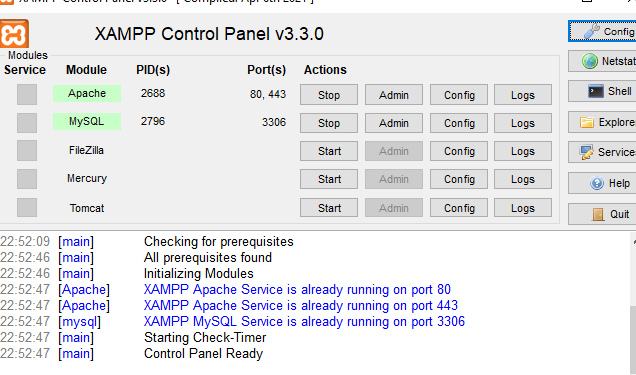 XAMPP Control Panel v3.3.0 [ Compiled: Apr 6th 2021 ]
XAMPP Control Panel v3.3.0
Config
Modules
Service Module PID(s) Port(s) Actions
Netstat
Apache 2688 80, 443 Stop Admin Config Logs
Shell
MySQL 2796 3306 Stop Admin Config Logs
Explore
FileZilla Start Admin Config Logs
Service
Mercury Start Admin Config Logs
Help
Tomcat Start Admin Config Logs
Quit
22:52:09 [main] Checking for prerequisites
22:52:46 [main] All prerequisites found
22:52:46 [main] Initializing Modules
22:52:47 [Apache] XAMPP Apache Service is already running on port 80
22:52:47 [Apache] XAMPP Apache Service is already running on port 443
22:52:47 [mysql] XAMPP MySQL Service is already running on port 3306
22:52:47 [main] Starting Check-Timer
22:52:47 [main] Control Panel Ready